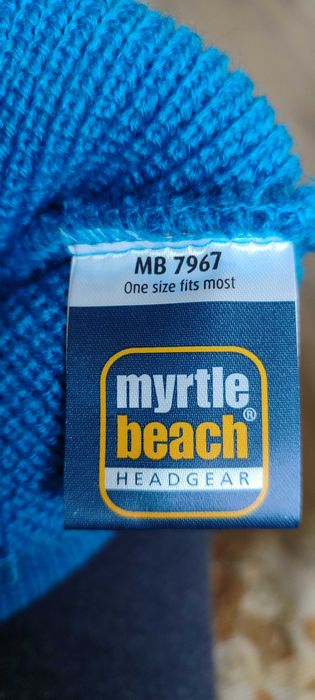 MB 7967
One size fits most
myrtle
beach®
HEADGEAR